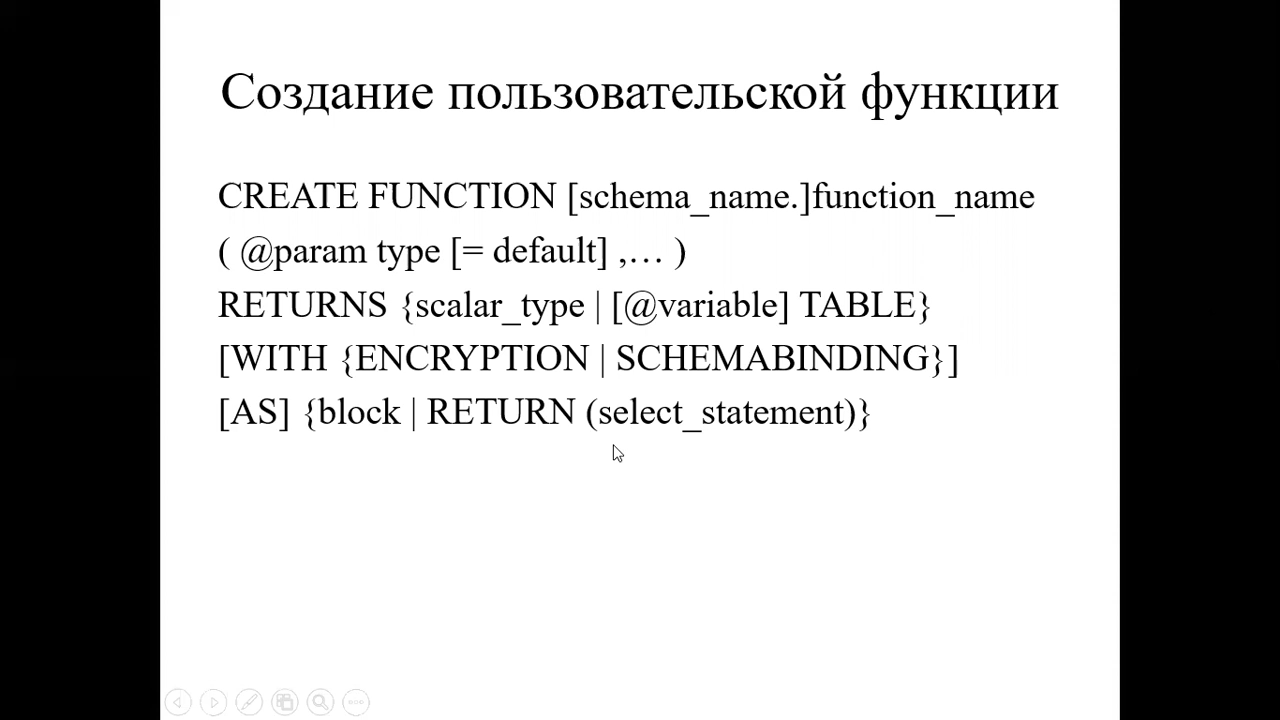 Создание пользовательской функции
CREATE FUNCTION [schema_name.]function_name
( @param type [= default] ,… )
RETURNS {scalar_type | [@variable] TABLE}
[WITH {ENCRYPTION | SCHEMABINDING}]
[AS] {block | RETURN (select_statement)}